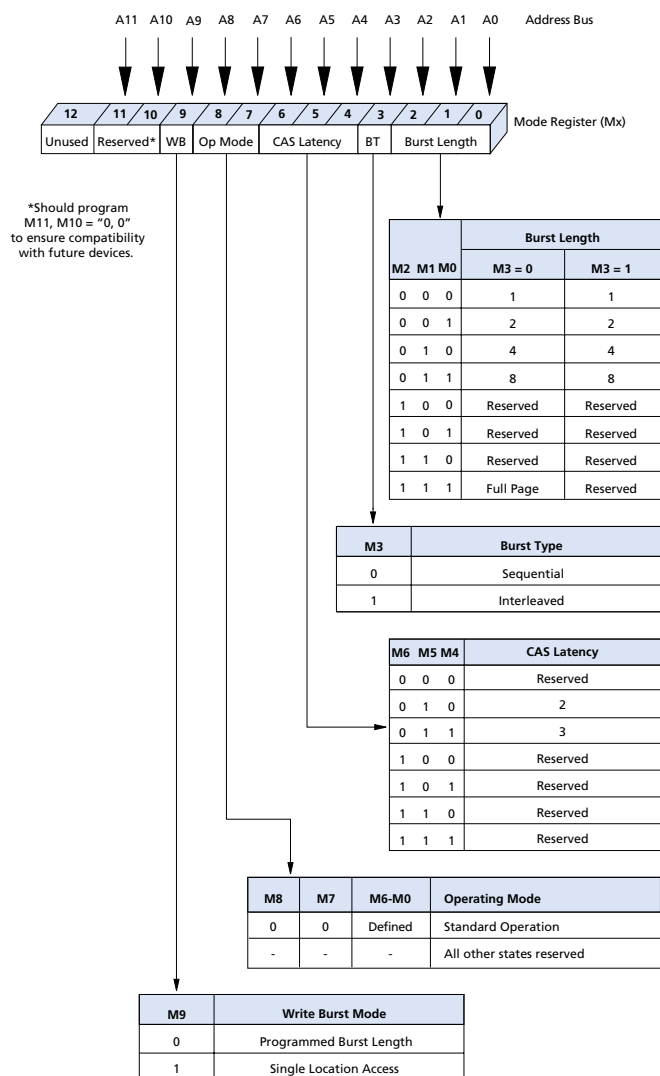 A11 A10 A9 A8 A7 A6 A5 A4 A3 A2 A1 A0 Address Bus
12 11 10 9 8 7 6 5 4 3 2 1 0
Mode Register (Mx)
Unused Reserved* WB Op Mode CAS Latency BT Burst Length
*Should program
M11, M10 = “0, 0”
to ensure compatibility
with future devices.
Burst Length
M2 M1 M0 M3 = 0 M3 = 1
0 0 0 1 1
0 0 1 2 2
0 1 0 4 4
0 1 1 8 8
1 0 0 Reserved Reserved
1 0 1 Reserved Reserved
1 1 0 Reserved Reserved
1 1 1 Full Page Reserved
M3 Burst Type
0 Sequential
1 Interleaved
M6 M5 M4 CAS Latency
0 0 0 Reserved
0 1 0 2
0 1 1 3
1 0 0 Reserved
1 0 1 Reserved
1 1 0 Reserved
1 1 1 Reserved
M8 M7 M6-M0 Operating Mode
0 0 Defined Standard Operation
- - - All other states reserved
M9 Write Burst Mode
0 Programmed Burst Length
1 Single Location Access